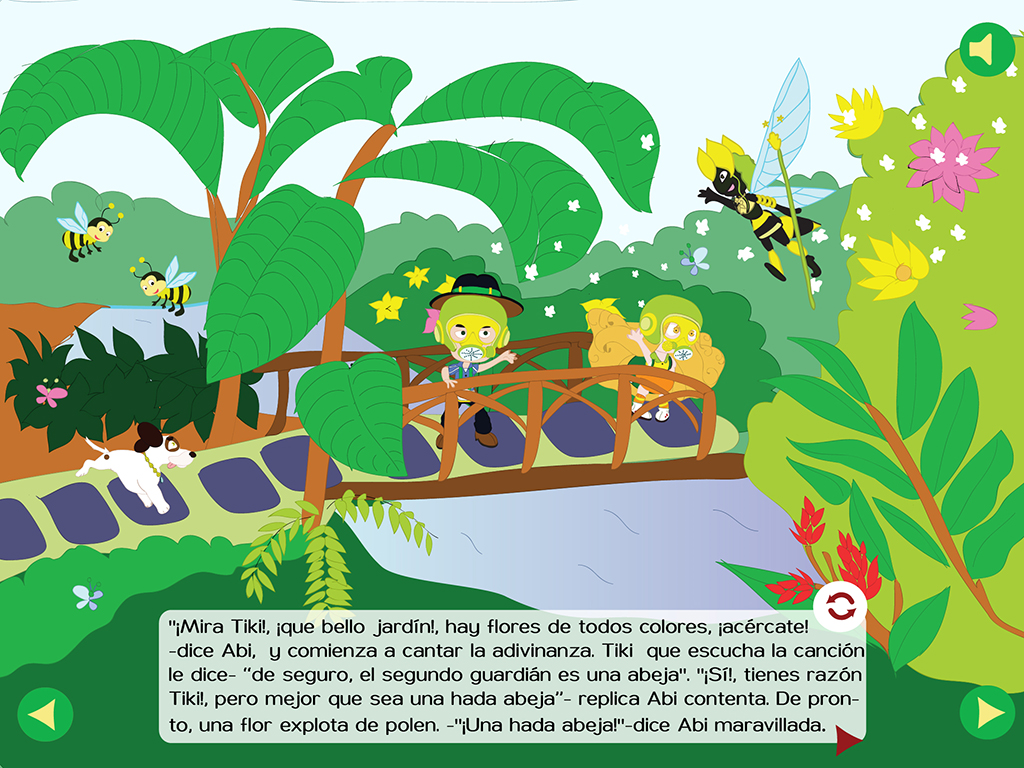 "¡Mira Tiki!, ¡que bello jardín!, hay flores de todos colores, ¡acércate!
-dice Abi, y comienza a cantar la adivinanza. Tiki que escucha la canción
le dice- “de seguro, el segundo guardián es una abeja". "¡Sí!, tienes razón
Tiki!, pero mejor que sea una hada abeja”- replica Abi contenta. De pron-
to, una flor explota de polen. -"¡Una hada abeja!"-dice Abi maravillada.